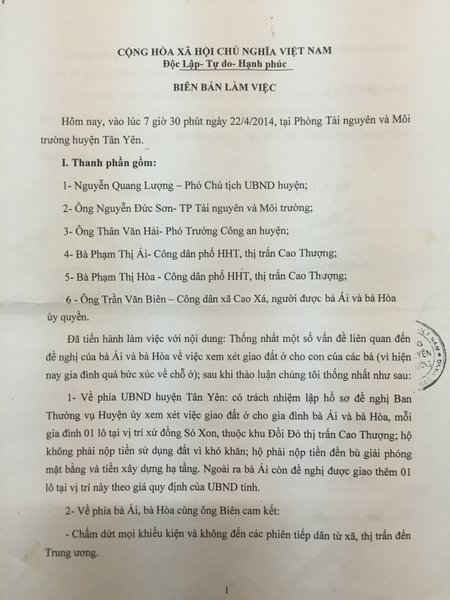 CỘNG HÒA XÃ HỘI CHỦ NGHĨA VIỆT NAM
Độc Lập- Tự do- Hạnh phúc
BIÊN BẢN LÀM VIỆC
Hôm nay, vào lúc 7 giờ 30 phút ngày 22/4/2014, tại Phòng Tài nguyên và Môi
trường huyện Tân Yên.
I. Thành phần gồm:
1- Nguyễn Quang Lượng – Phó Chủ tịch UBND huyện;
2- Ông Nguyễn Đức Sơn- TP Tài nguyên và Môi trường;
3- Ông Thân Văn Hải- Phó Trưởng Công an huyện;
4- Bà Phạm Thị Ái- Công dân phố HHT, thị trấn Cao Thượng;
5- Bà Phạm Thị Hòa - Công dân phố HHT, thị trấn Cao Thượng;
6 - Ông Trần Văn Biên – Công dân xã Cao Xá, người được bà Ái và bà Hòa
ủy quyền.
Đã tiến hành làm việc với nội dung: Thống nhất một số vấn đề liên quan đến
đề nghị của bà Ái và bà Hòa về việc xem xét giao đất ở cho con của các bà (vì hiện
nay gia đình quá bức xúc về chỗ ở); sau khi thảo luận chúng tôi thống nhất như sau:
1- Về phía UBND huyện Tân Yên: có trách nhiệm lập hồ sơ đề nghị Ban
Thường vụ Huyện ủy xem xét việc giao đất ở cho gia đình bà Ái và bà Hòa, mỗi
gia đình 01 lô tại vị trí xứ đồng Só Xon, thuộc khu Đồi Đỏ thị trấn Cao Thượng; hộ
không phải nộp tiền sử dụng đất vì khó khăn; hộ phải nộp tiền đền bù giải phóng
mặt bằng và tiền xây dựng hạ tầng. Ngoài ra bà Ái còn đề nghị được giao thêm 01
lô tại vị trí này theo giá quy định của UBND tỉnh.
2- Về phía bà Ái, bà Hòa cùng ông Biên cam kết:
- Chấm dứt mọi khiếu kiện và không đến các phiên tiếp dân từ xã, thị trấn đến
Trung ương.
1